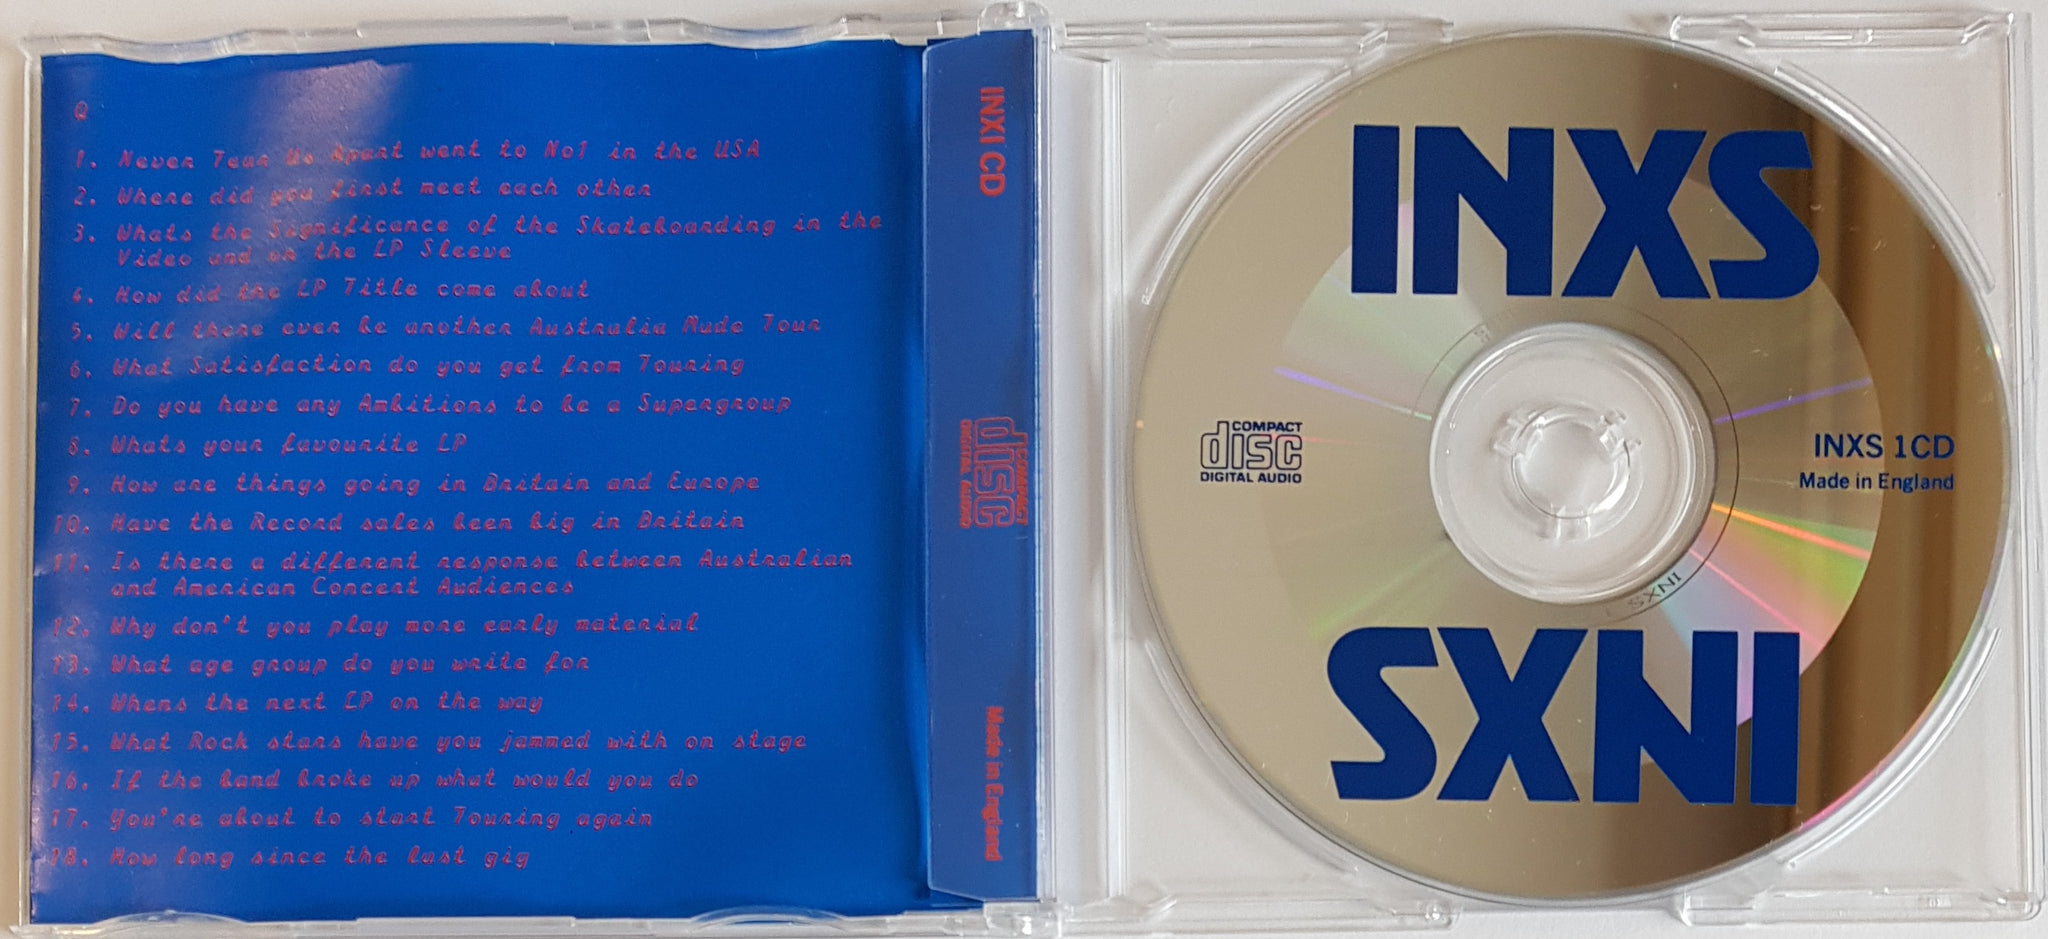 Q
1. Never Tear Us Apart went to No1 in the USA
2. Where did you first meet each other
3. Whats the Significance of the Skateboarding in the
Video and on the LP Sleeve
4. How did the LP Title come about
5. Will there ever be another Australia Made Tour
6. What Satisfaction do you get from Touring
7. Do you have any Ambitions to be a Supergroup
8. Whats your favourite LP
9. How are things going in Britain and Europe
10. Have the Record sales been big in Britain
11. Is there a different response between Australian
and American Concert Audiences
12. Why don't you play more early material
13. What age group do you write for
14. Whens the next LP on the way
15. What Rock stars have you jammed with on stage
16. If the band broke up what would you do
17. You're about to start Touring again
18. How long since the last gig
INXI CD
COMPACT
disc
DIGITAL AUDIO
Made in England
INXS
COMPACT
disc
DIGITAL AUDIO
INXS 1CD
Made in England
INXS
SXNI